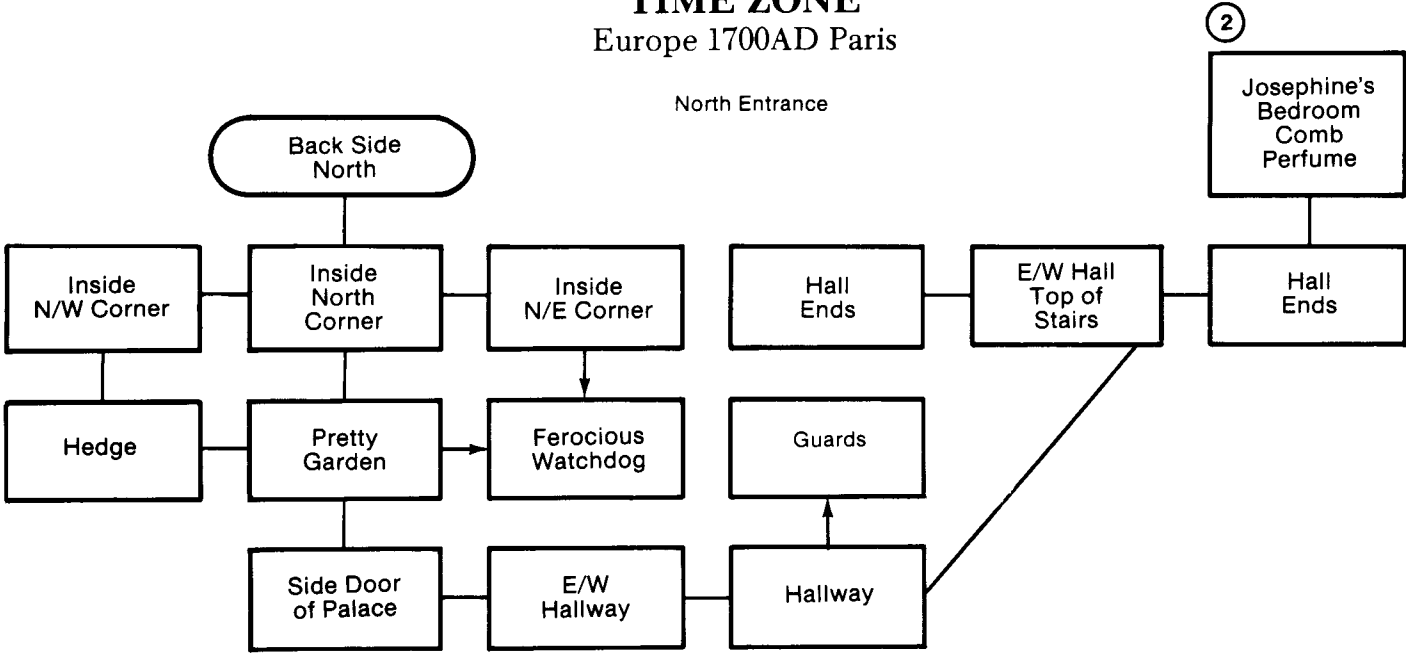 TIME ZONE
Europe 1700AD Paris
2
North Entrance
Josephine's
Bedroom
Comb
Perfume
Back Side
North
Inside
N/W Corner
Inside
North
Corner
Inside
N/E Corner
Hall
Ends
E/W Hall
Top of
Stairs
Hall
Ends
Hedge
Pretty
Garden
Ferocious
Watchdog
Guards
Side Door
of Palace
E/W
Hallway
Hallway